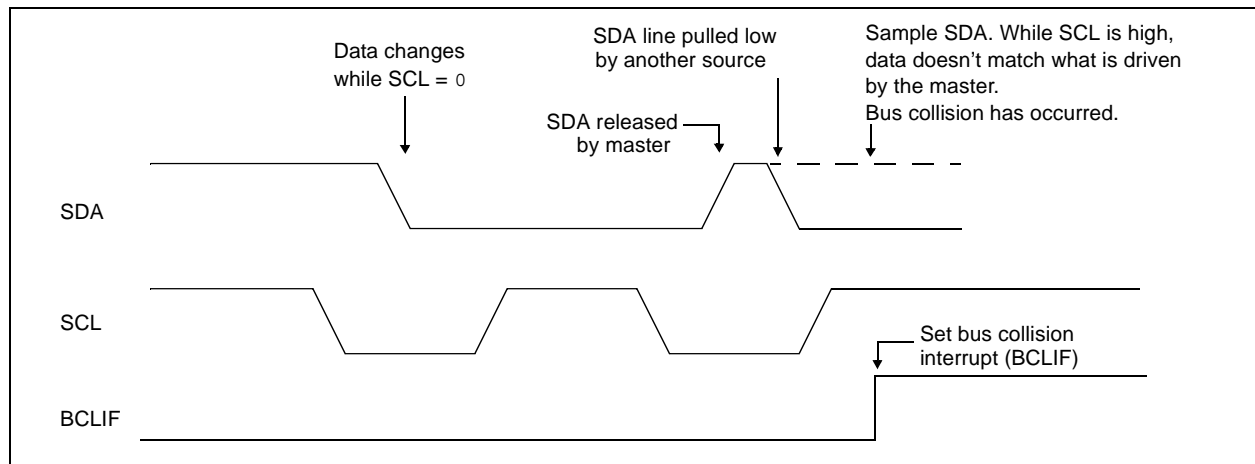 Data changes
while SCL = 0
SDA line pulled low
by another source
Sample SDA. While SCL is high,
data doesn't match what is driven
by the master.
Bus collision has occurred.
SDA released
by master
SDA
SCL
Set bus collision
interrupt (BCLIF)
BCLIF